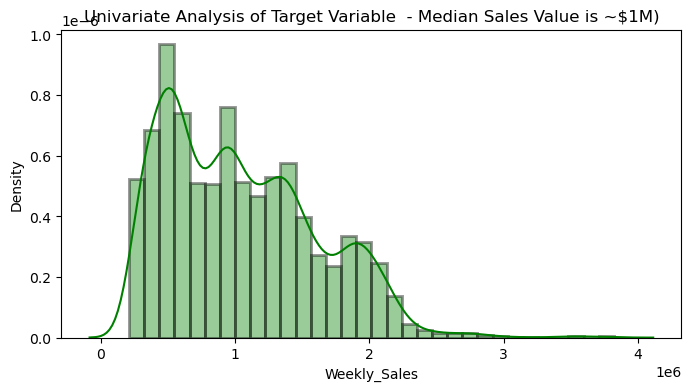 Univariate Analysis of Target Variable  - Median Sales Value is ~$1M)
1e−6
1.0
0.8
0.6
0.4
0.2
0.0
Density
0
1
2
3
4
1e6
Weekly_Sales